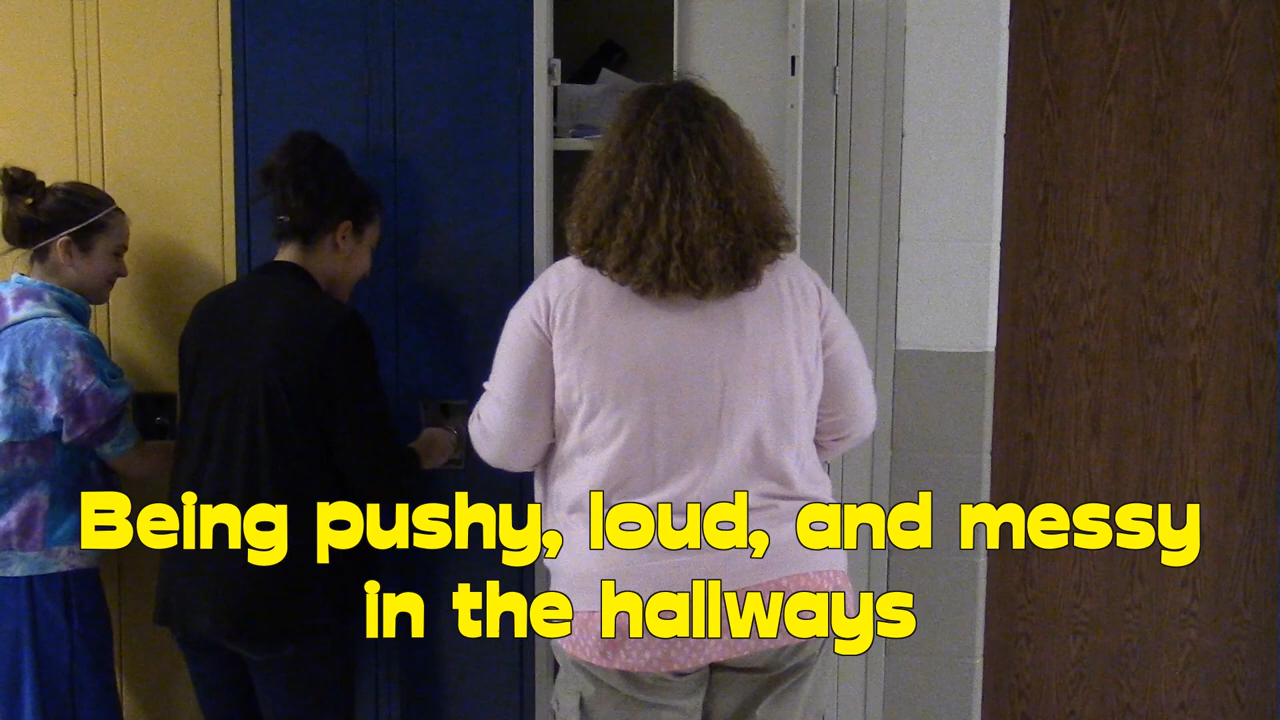 Being pushy, loud, and messy
in the hallways